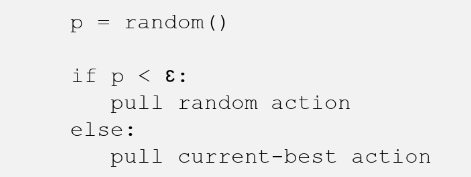 p = random()
if p < ε:
pull random action
else:
pull current-best action